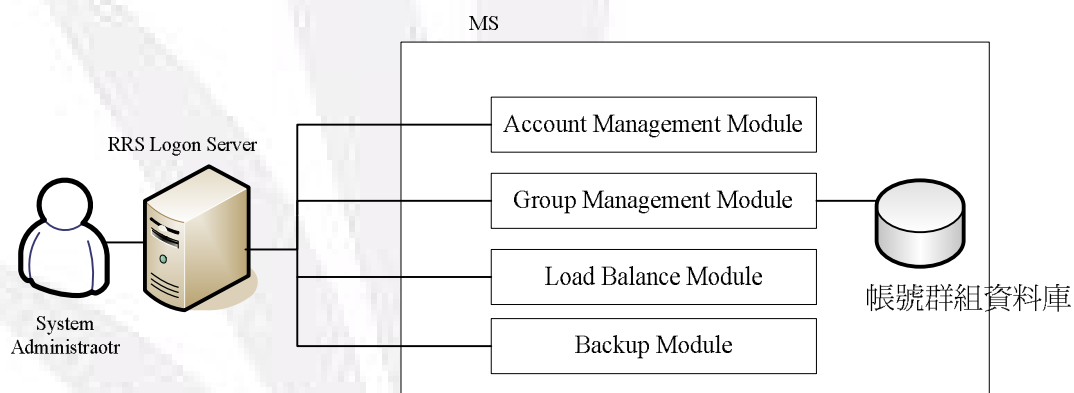 MS
Account Management Module
RRS Logon Server
Group Management Module
Load Balance Module
帳號群組資料庫
System
Administraotr
Backup Module